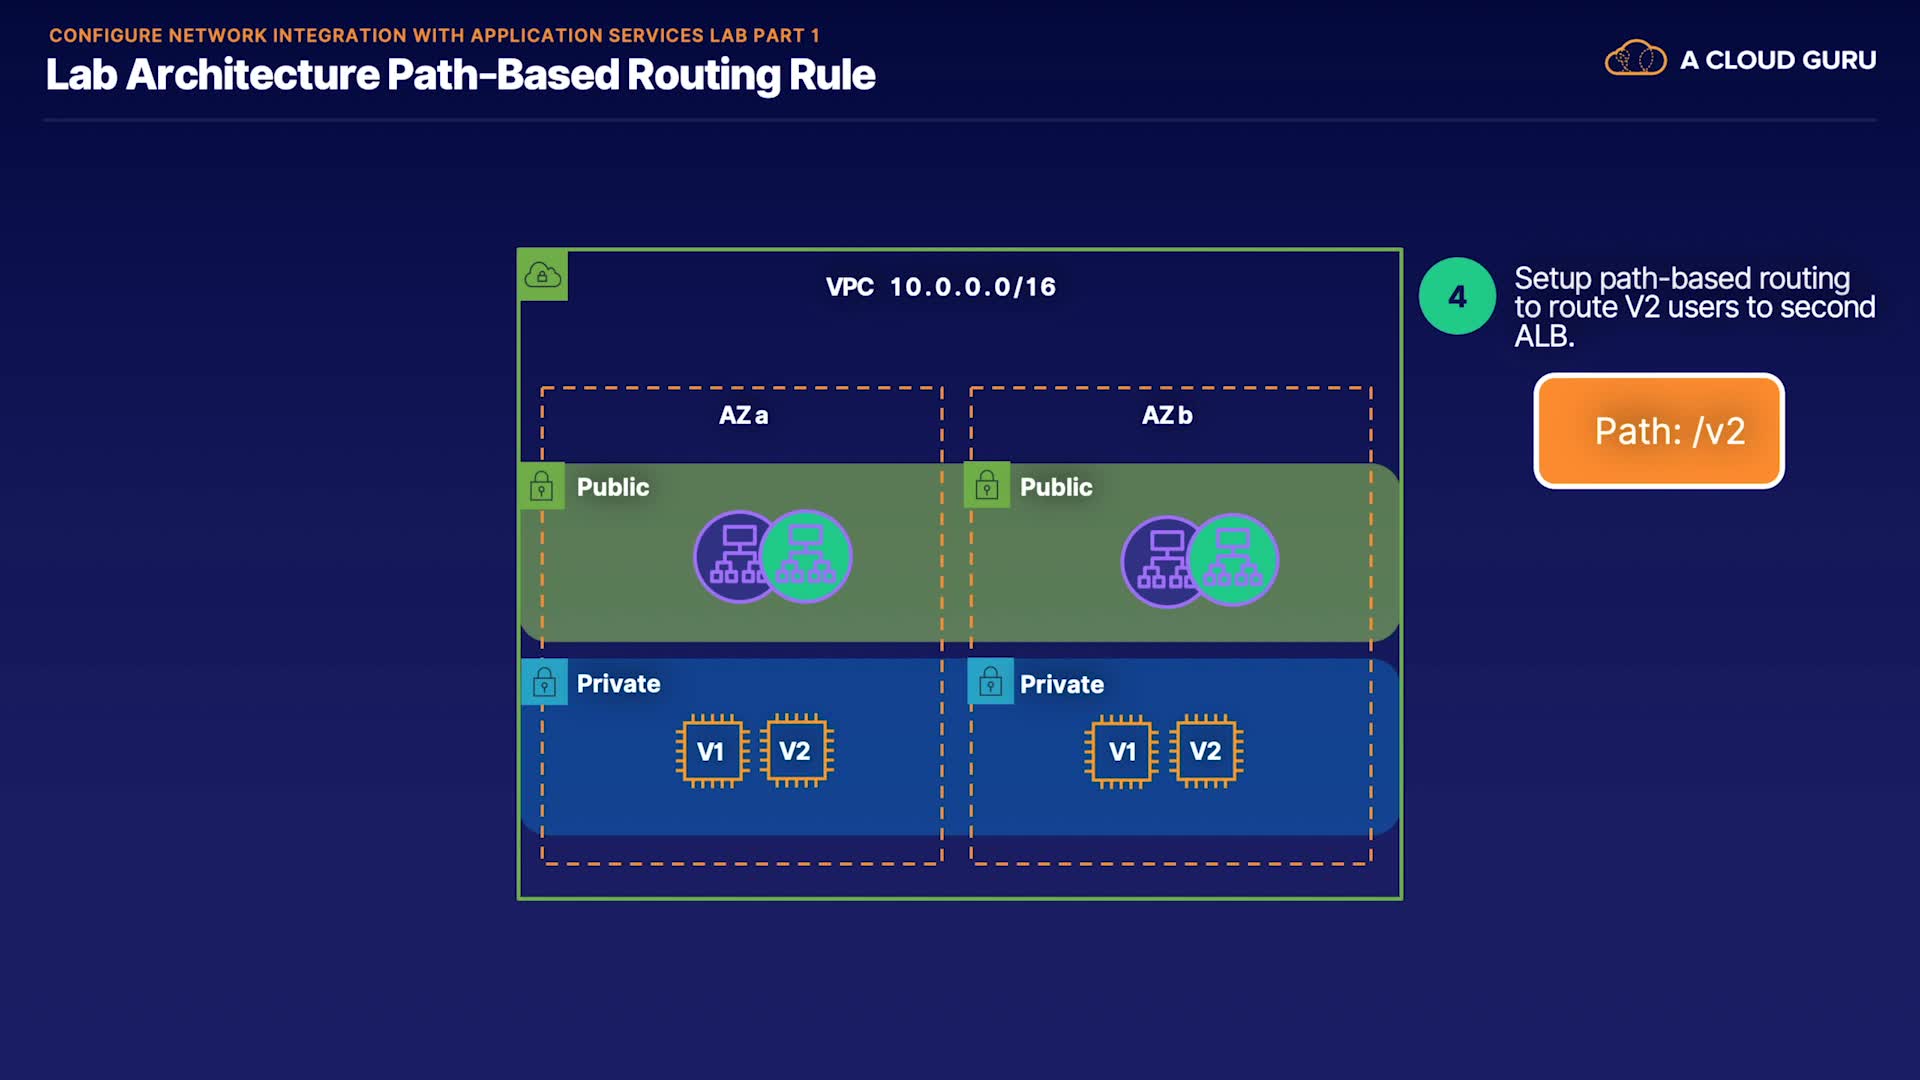 CONFIGURE NETWORK INTEGRATION WITH APPLICATION SERVICES LAB PART 1
Lab Architecture Path-Based Routing Rule
A CLOUD GURU
VPC 10.0.0.0/16
4
Setup path-based routing
to route V2 users to second
ALB.
Path: /v2
AZ a
AZ b
Public
Public
Private
Private
V1
V2
V1
V2